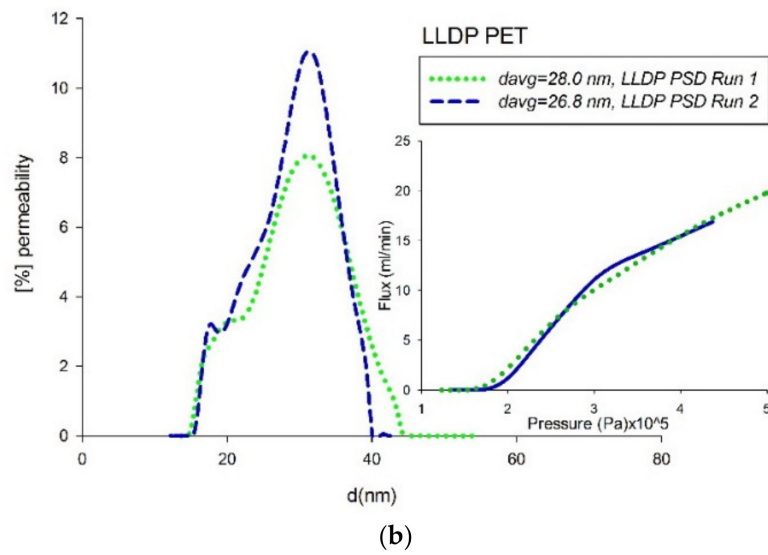 LLDP PET
davg=28.0 nm, LLDP PSD Run 1
davg=26.8 nm, LLDP PSD Run 2
[%] permeability
12
10
8
6
4
2
0
0
20
40
60
80
d(nm)
Flux (ml/min)
25
20
15
10
5
0
1
2
3
4
5
Pressure (Pa)x10^5
(b)